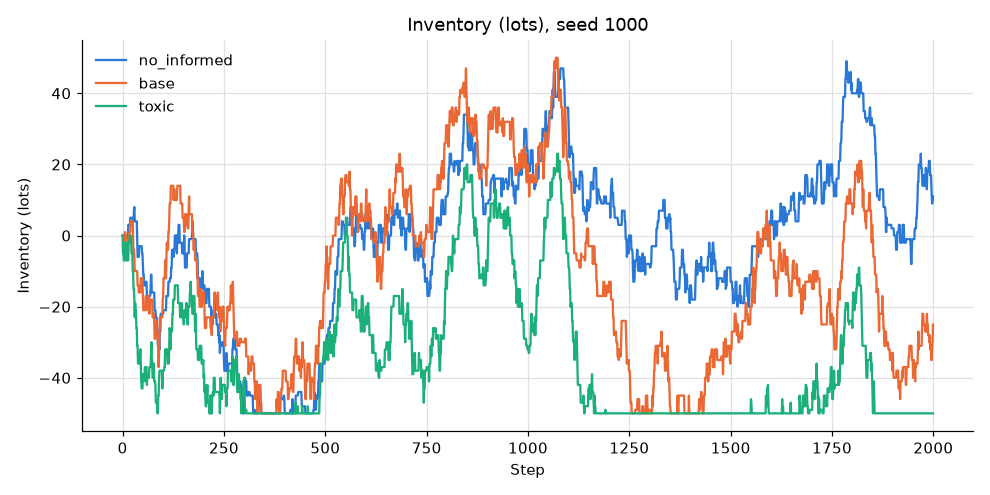 Inventory (lots), seed 1000
no_informed
base
toxic
Inventory (lots)
40
20
0
−20
−40
0 250 500 750 1000 1250 1500 1750 2000
Step